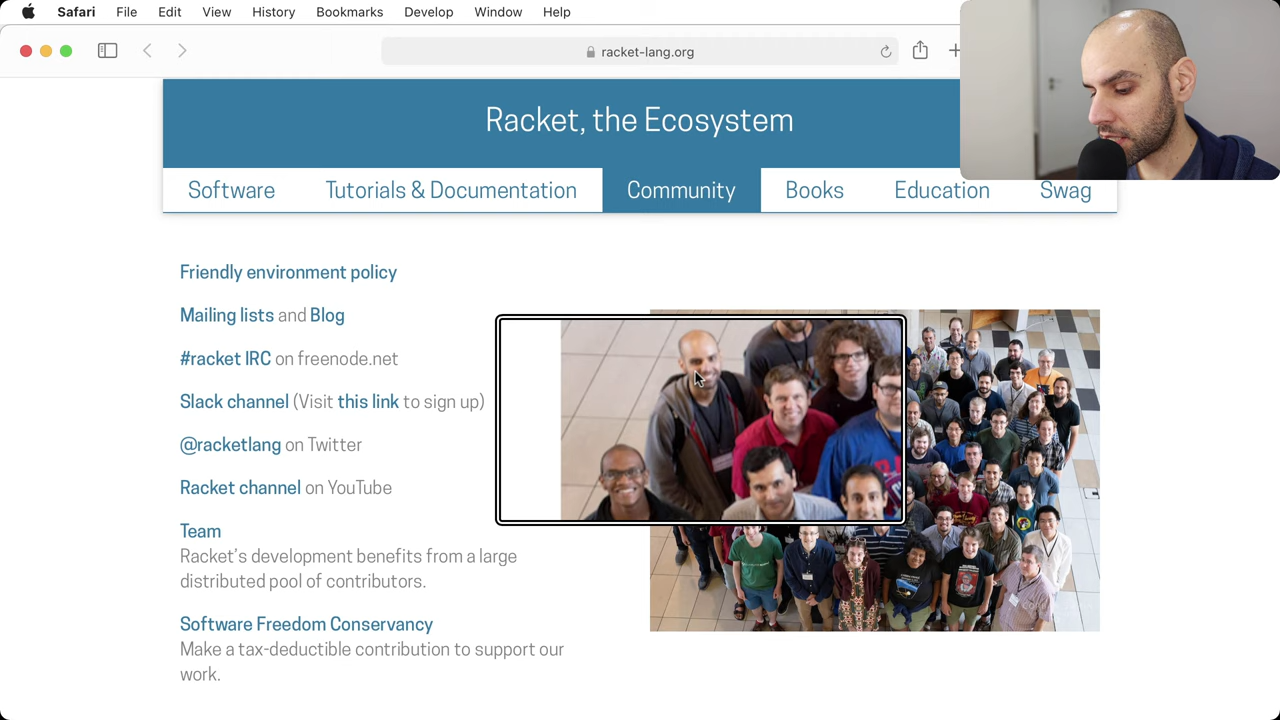 Safari File Edit View History Bookmarks Develop Window Help
racket-lang.org
Racket, the Ecosystem
Software Tutorials & Documentation Community Books Education Swag
Friendly environment policy
Mailing lists and Blog
#racket IRC on freenode.net
Slack channel (Visit this link to sign up)
@racketlang on Twitter
Racket channel on YouTube
Team
Racket’s development benefits from a large
distributed pool of contributors.
Software Freedom Conservancy
Make a tax-deductible contribution to support our
work.